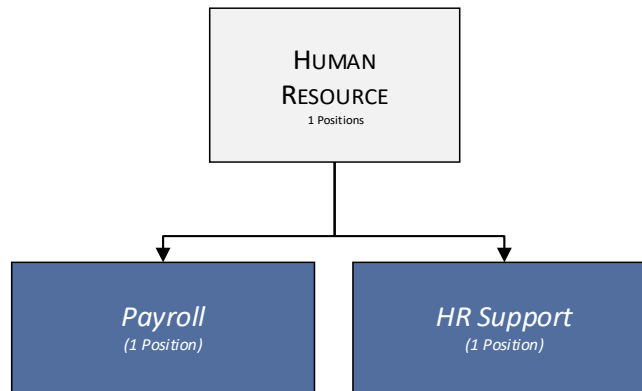 HUMAN
RESOURCE
1 Positions
Payroll
(1 Position)
HR Support
(1 Position)